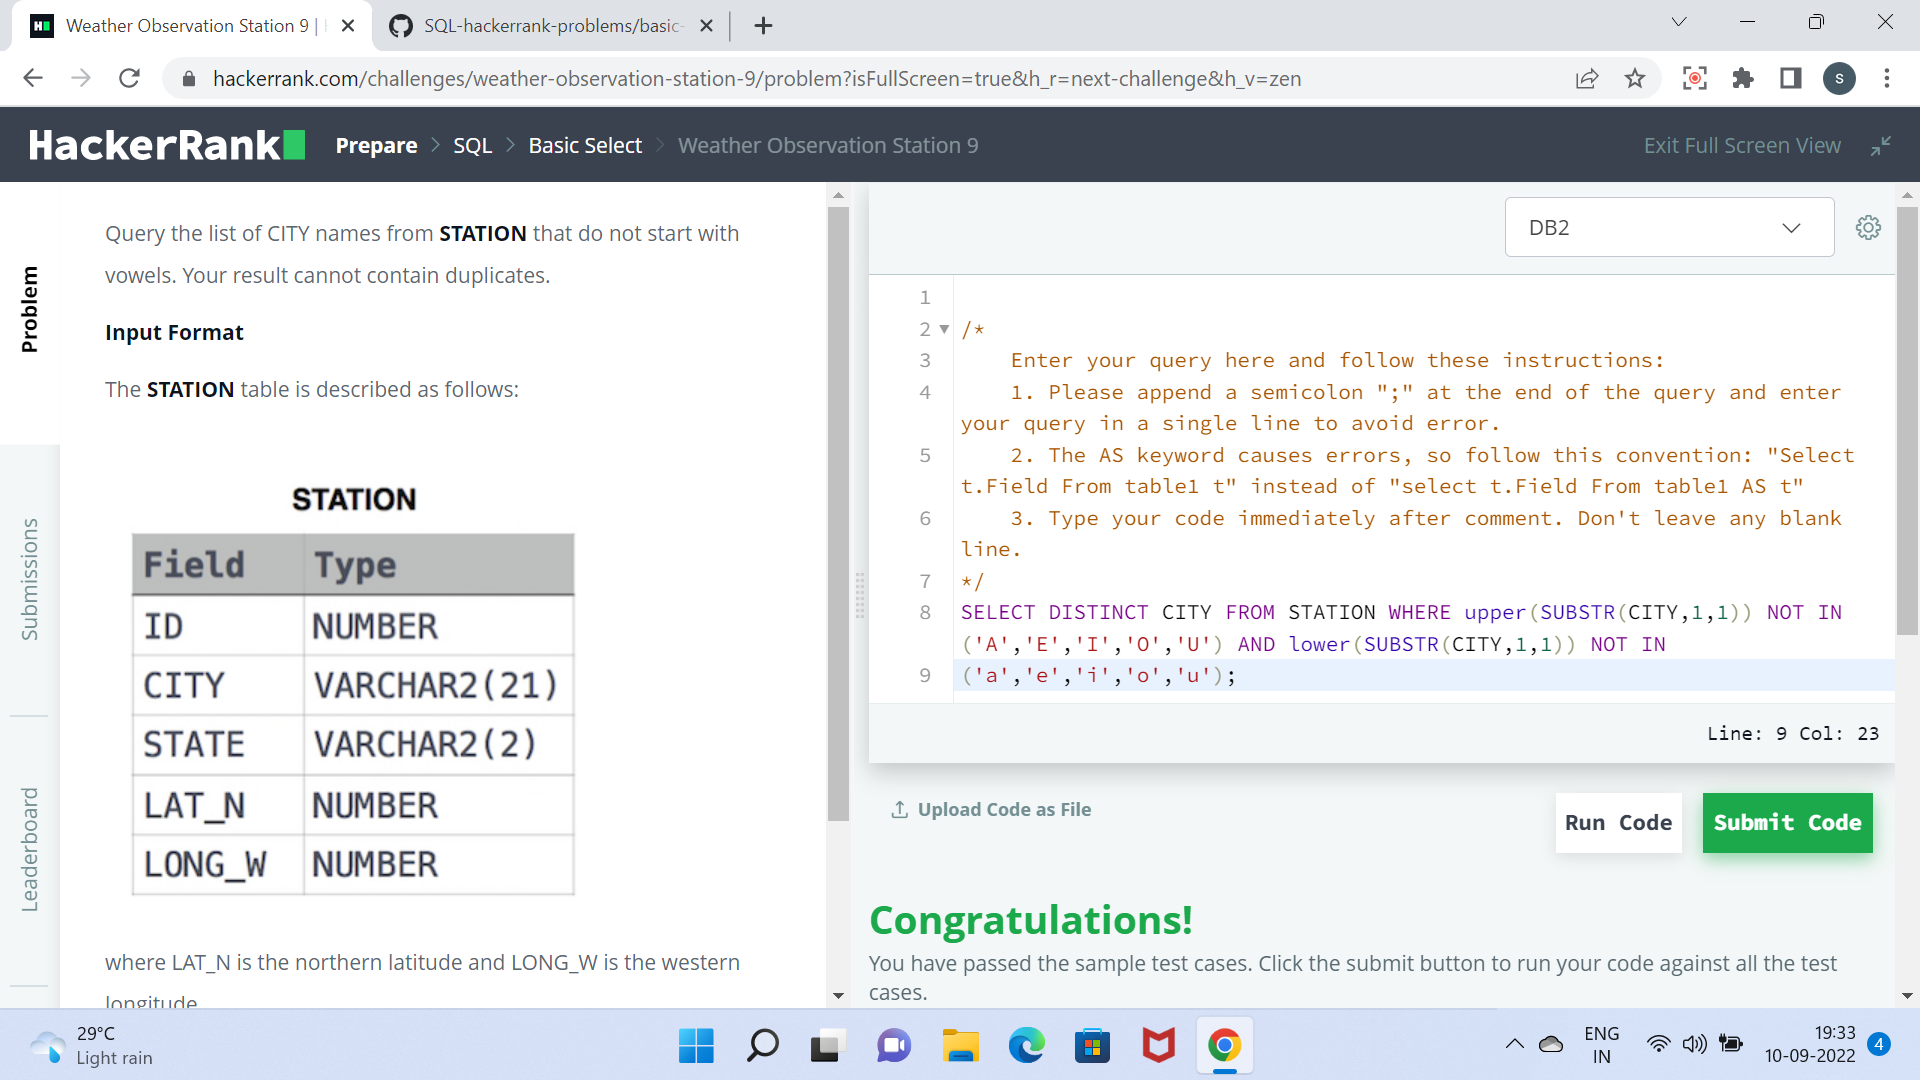 Weather Observation Station 9 |
SQL-hackerrank-problems/basic-
hackerrank.com/challenges/weather-observation-station-9/problem?isFullScreen=true&h_r=next-challenge&h_v=zen
S
HackerRank
Prepare > SQL > Basic Select > Weather Observation Station 9
Exit Full Screen View
Problem
Submissions
Leaderboard
Query the list of CITY names from STATION that do not start with
vowels. Your result cannot contain duplicates.
Input Format
The STATION table is described as follows:
STATION
Field Type
ID NUMBER
CITY VARCHAR2(21)
STATE VARCHAR2(2)
LAT_N NUMBER
LONG_W NUMBER
where LAT_N is the northern latitude and LONG_W is the western
longitude
DB2
1
2 /*
3 Enter your query here and follow these instructions:
4 1. Please append a semicolon ";" at the end of the query and enter
your query in a single line to avoid error.
5 2. The AS keyword causes errors, so follow this convention: "Select
t.Field From table1 t" instead of "select t.Field From table1 AS t"
6 3. Type your code immediately after comment. Don't leave any blank
line.
7 */
8 SELECT DISTINCT CITY FROM STATION WHERE upper(SUBSTR(CITY,1,1)) NOT IN
('A','E','I','O','U') AND lower(SUBSTR(CITY,1,1)) NOT IN
9 ('a','e','i','o','u');
Line: 9 Col: 23
Upload Code as File
Run Code
Submit Code
Congratulations!
You have passed the sample test cases. Click the submit button to run your code against all the test
cases.
29°C
Light rain
ENG
IN
19:33
10-09-2022
4